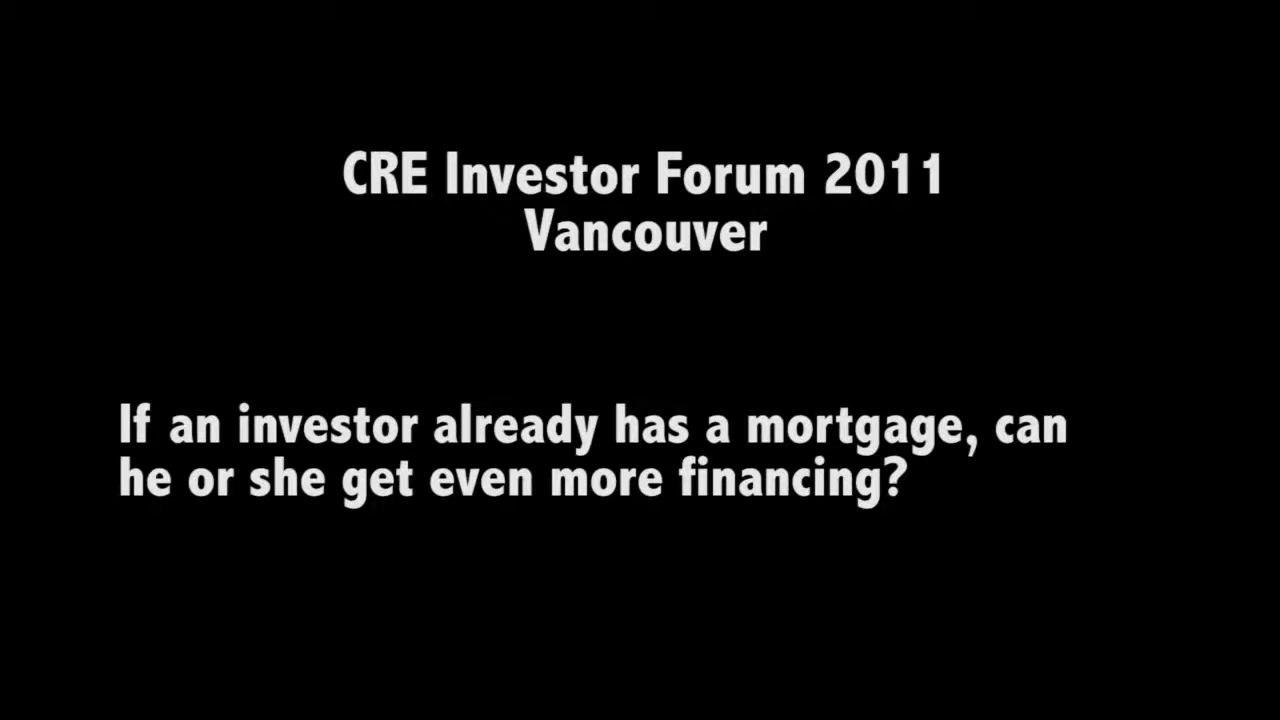 CRE Investor Forum 2011
Vancouver
If an investor already has a mortgage, can
he or she get even more financing?